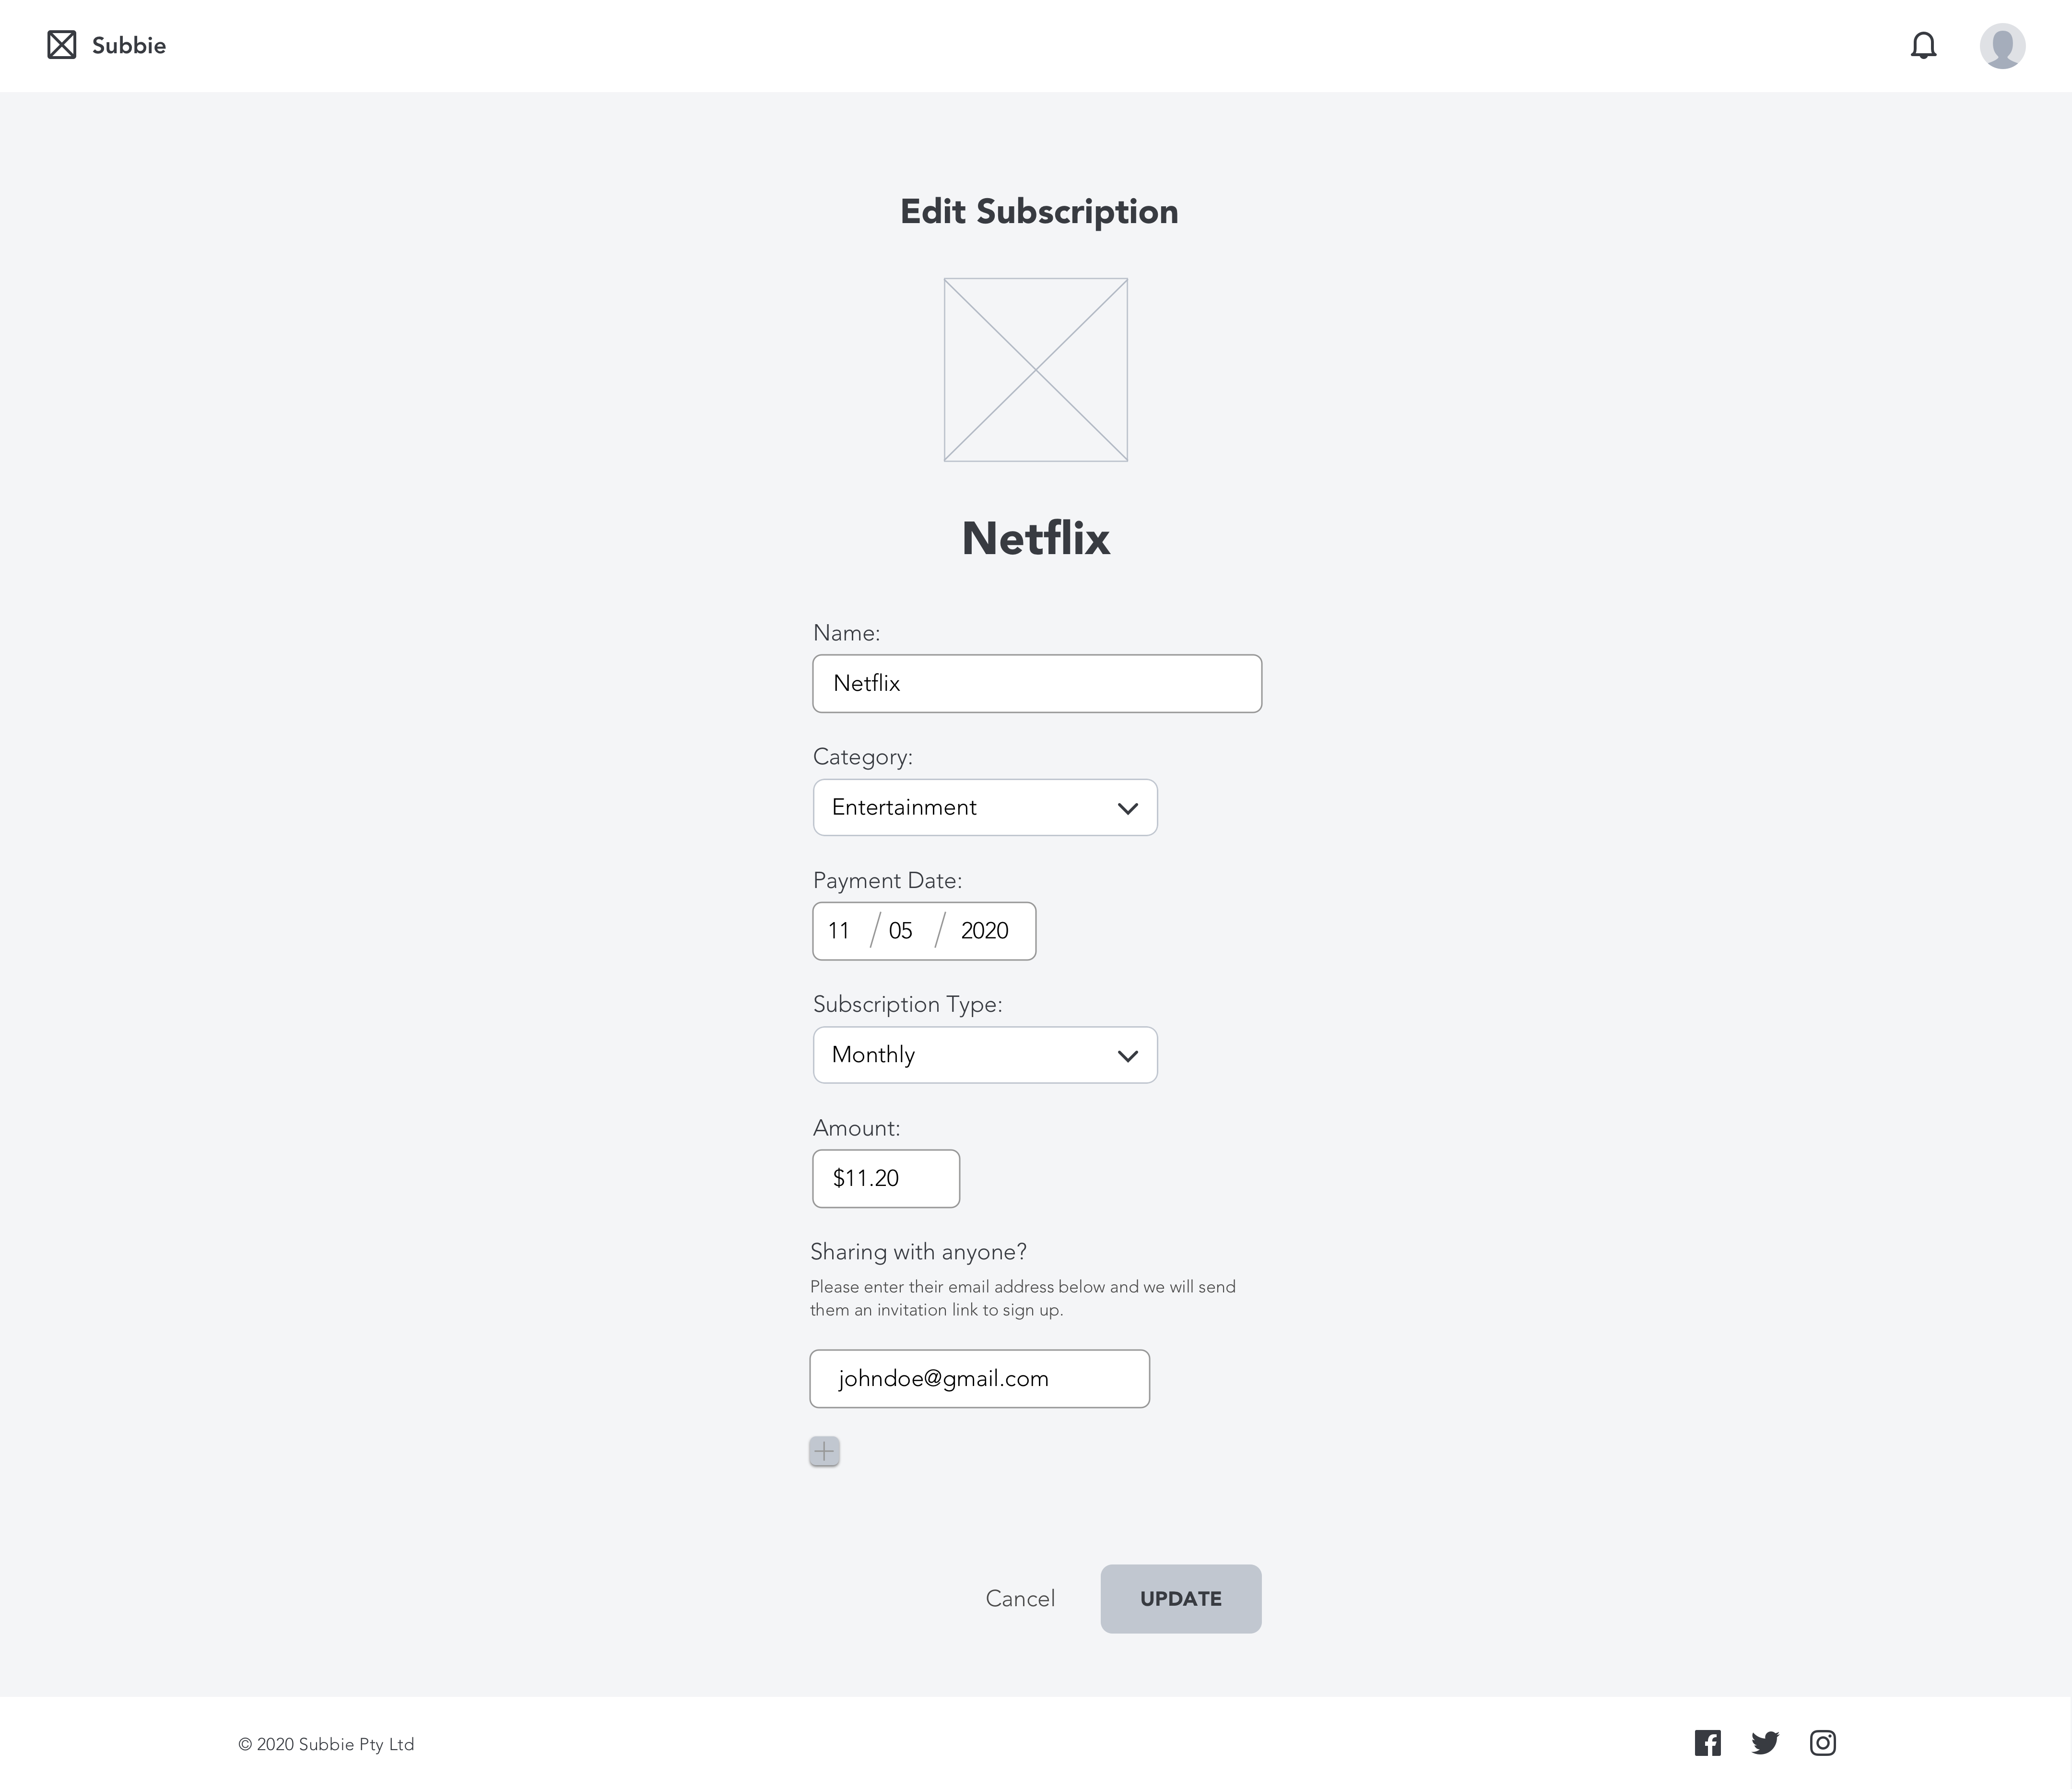 Subbie
Edit Subscription
Netflix
Name:
Netflix
Category:
Entertainment
Payment Date:
11 / 05 / 2020
Subscription Type:
Monthly
Amount:
$11.20
Sharing with anyone?
Please enter their email address below and we will send
them an invitation link to sign up.
johndoe@gmail.com
Cancel
UPDATE
© 2020 Subbie Pty Ltd